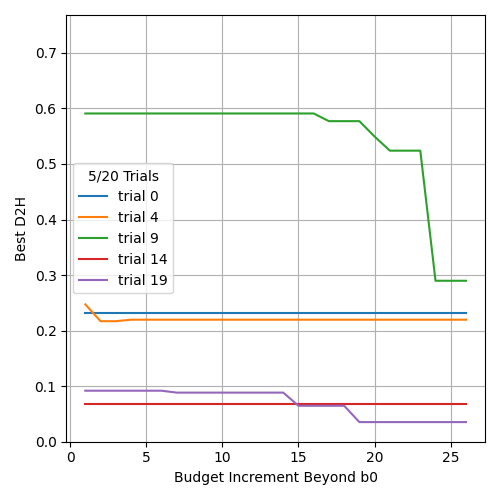 0.7
0.6
0.5
0.4
0.3
0.2
0.1
0.0
Best D2H
5/20 Trials
trial 0
trial 4
trial 9
trial 14
trial 19
0 5 10 15 20 25
Budget Increment Beyond b0